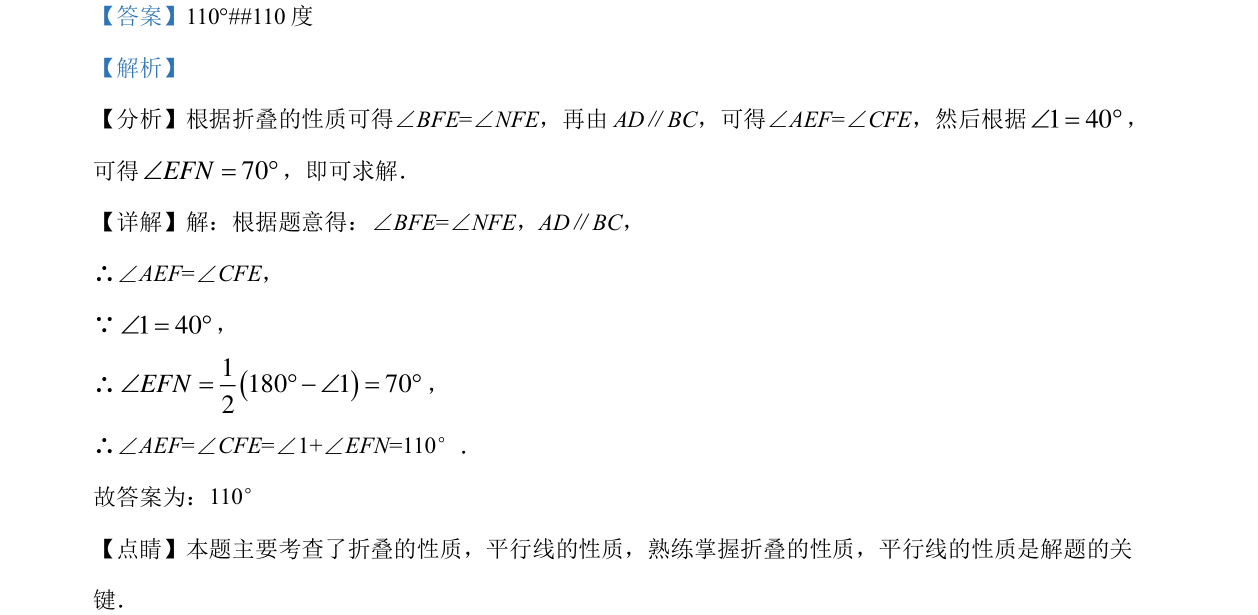 【答案】110°##110 度
【解析】
【分析】根据折叠的性质可得∠BFE=∠NFE，再由 AD∥BC，可得∠AEF=∠CFE，然后根据∠1＝40°，
可得∠EFN＝70°，即可求解．
【详解】解：根据题意得：∠BFE=∠NFE，AD∥BC，
∴∠AEF=∠CFE，
∵∠1＝40°，
∴∠EFN＝\frac{1}{2}(180°−∠1)＝70°，
∴∠AEF=∠CFE=∠1+∠EFN=110°．
故答案为：110°
【点睛】本题主要考查了折叠的性质，平行线的性质，熟练掌握折叠的性质，平行线的性质是解题的关
键．